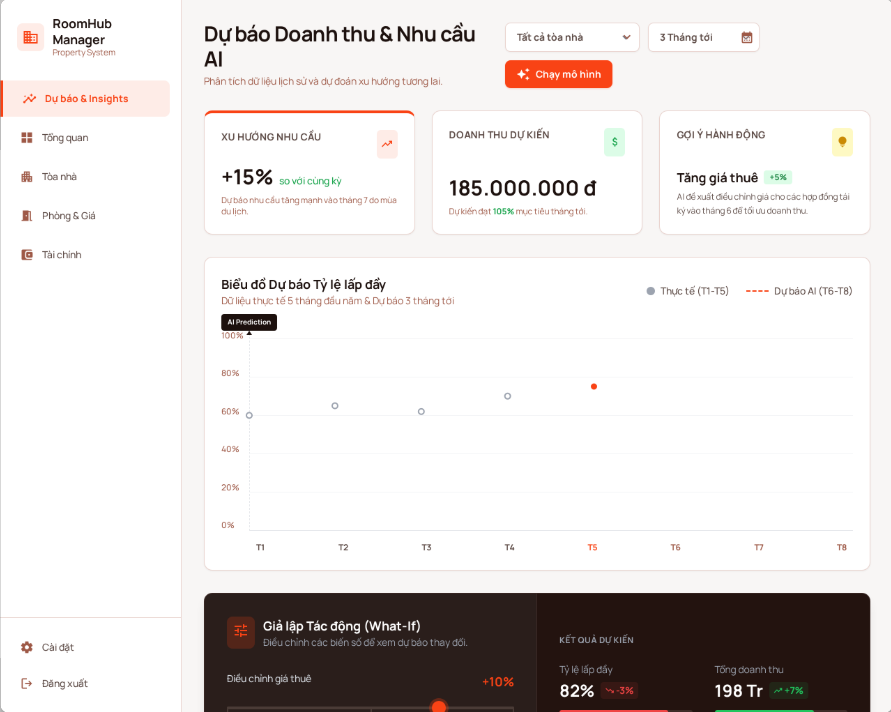 RoomHub
Manager
Property System
Dự báo & Insights
Tổng quan
Tòa nhà
Phòng & Giá
Tài chính
Cài đặt
Đăng xuất
Dự báo Doanh thu & Nhu cầu
AI
Phân tích dữ liệu lịch sử và dự đoán xu hướng tương lai.
Tất cả tòa nhà
3 Tháng tới
Chạy mô hình
XU HƯỚNG NHU CẦU
+15% so với cùng kỳ
Dự báo nhu cầu tăng mạnh vào tháng 7 do mùa
du lịch.
DOANH THU DỰ KIẾN
$
185.000.000 đ
Dự kiến đạt 105% mục tiêu tháng tới.
GỢI Ý HÀNH ĐỘNG
Tăng giá thuê +5%
AI đề xuất điều chỉnh giá cho các hợp đồng tái
ký vào tháng 6 để tối ưu doanh thu.
Biểu đồ Dự báo Tỷ lệ lấp đầy
Dữ liệu thực tế 5 tháng đầu năm & Dự báo 3 tháng tới
Thực tế (T1-T5)
Dự báo AI (T6-T8)
AI Prediction
100%
80%
60%
40%
20%
0%
T1 T2 T3 T4 T5 T6 T7 T8
Giả lập Tác động (What-If)
Điều chỉnh các biến số để xem dự báo thay đổi.
Điều chỉnh giá thuê +10%
KẾT QUẢ DỰ KIẾN
Tỷ lệ lấp đầy
82% -3%
Tổng doanh thu
198 Tr +7%